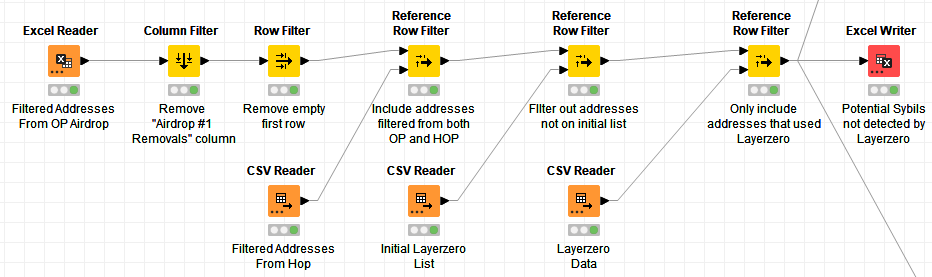 Reference
Row Filter
Reference
Row Filter
Reference
Row Filter
Excel Reader
Column Filter
Row Filter
Excel Writer
Filtered Addresses
From OP Airdrop
Remove
"Airdrop #1
Removals" column
Remove empty
first row
Include addresses
filtered from both
OP and HOP
FIlter out addresses
not on initial list
Only include
addresses that used
Layerzero
Potential Sybils
not detected by
Layerzero
CSV Reader
CSV Reader
CSV Reader
Filtered Addresses
From Hop
Initial Layerzero
List
Layerzero
Data